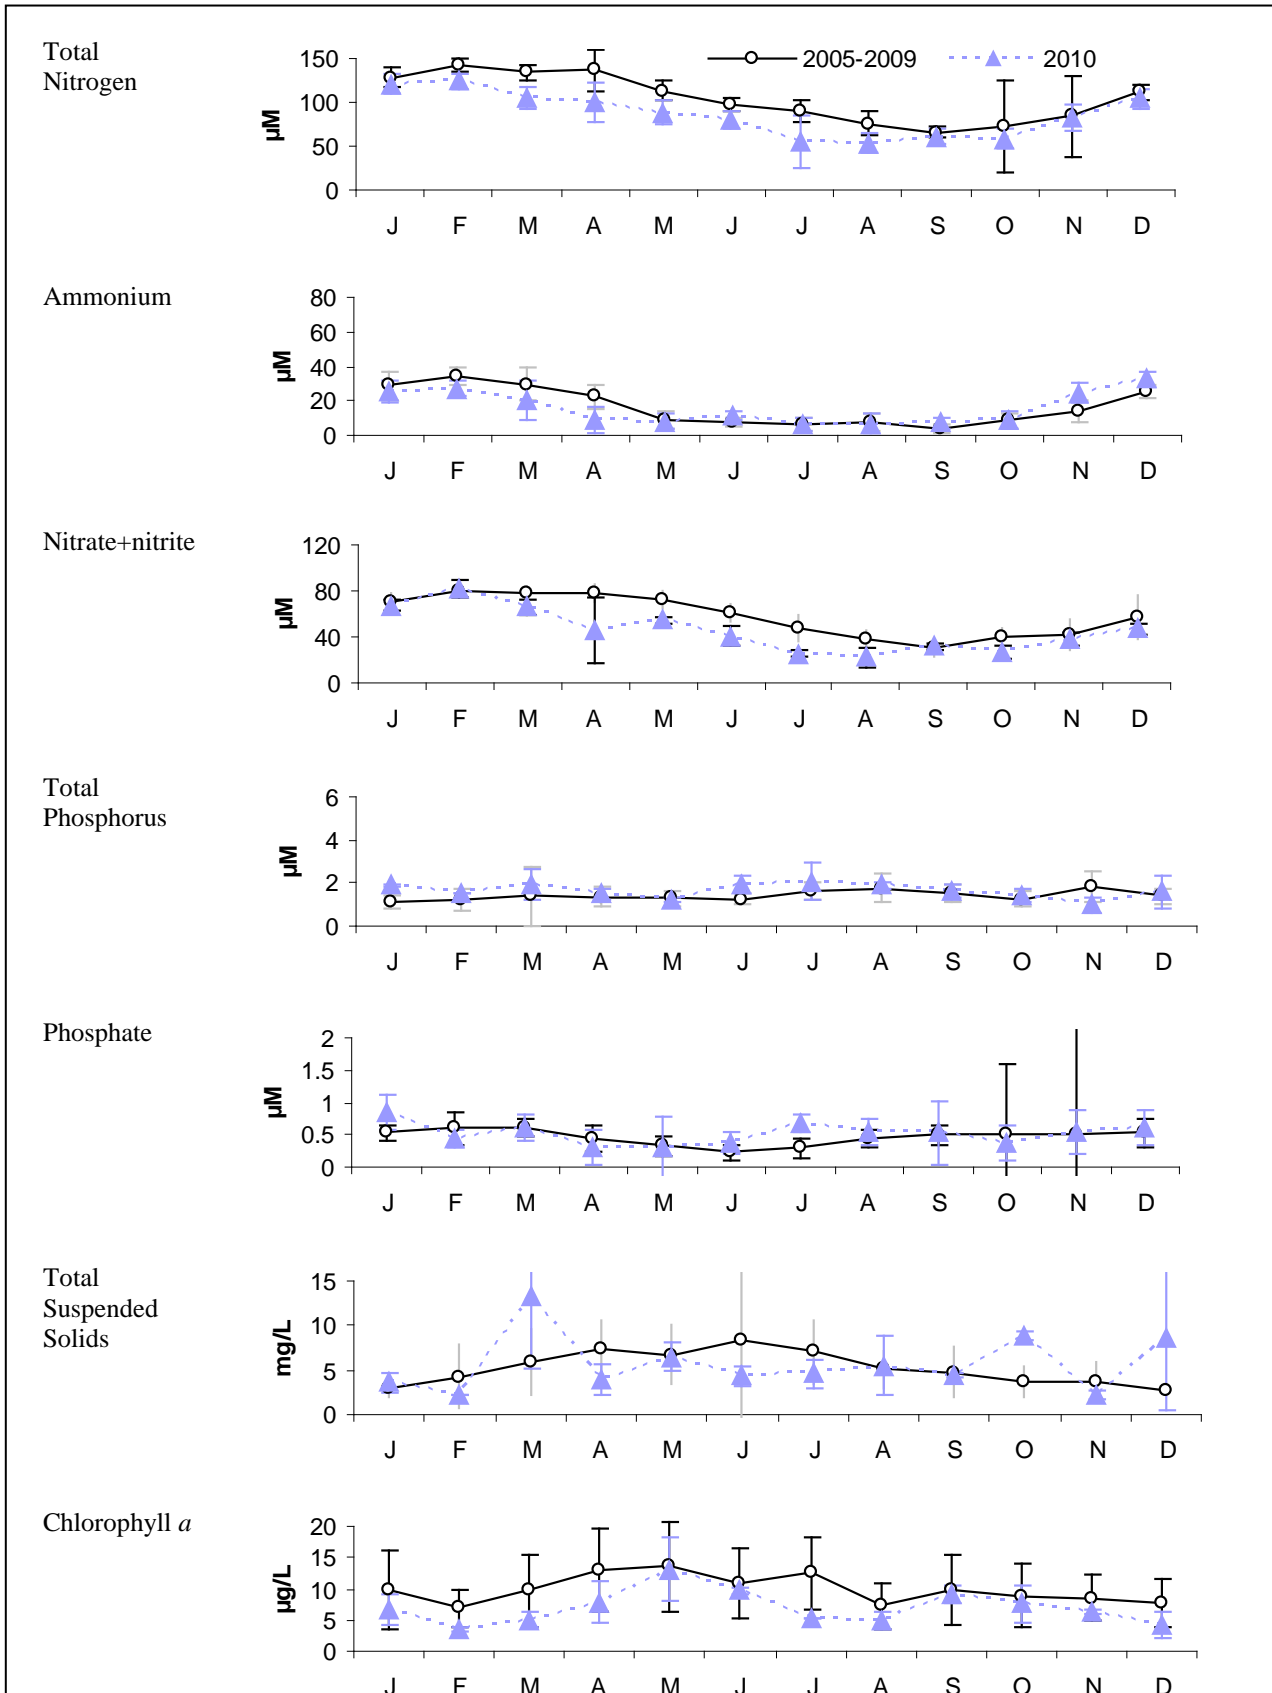 Total
Nitrogen
2005-2009 2010
150
100
50
0
µM
J F M A M J J A S O N D
Ammonium
80
60
40
20
0
µM
J F M A M J J A S O N D
Nitrate+nitrite
120
80
40
0
µM
J F M A M J J A S O N D
Total
Phosphorus
6
4
2
0
µM
J F M A M J J A S O N D
Phosphate
2
1.5
1
0.5
0
µM
J F M A M J J A S O N D
Total
Suspended
Solids
15
10
5
0
mg/L
J F M A M J J A S O N D
Chlorophyll a
20
15
10
5
0
µg/L
J F M A M J J A S O N D